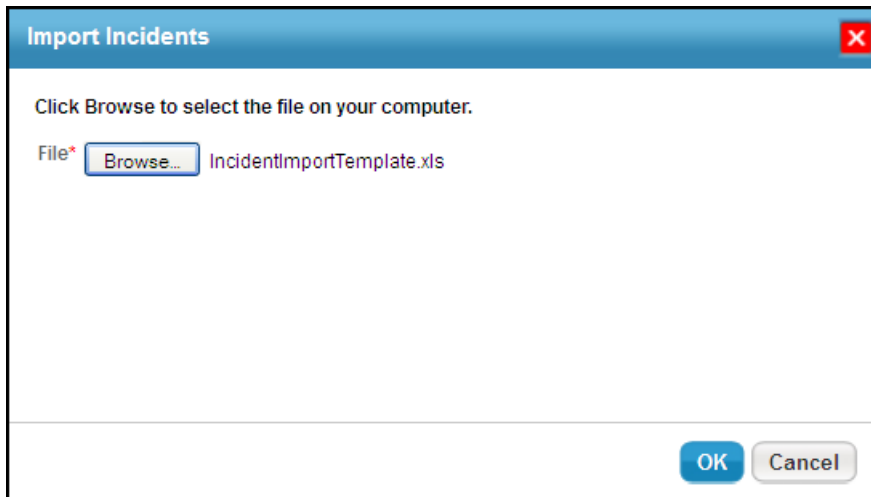 Import Incidents
Click Browse to select the file on your computer.
File* Browse... IncidentImportTemplate.xls
OK Cancel